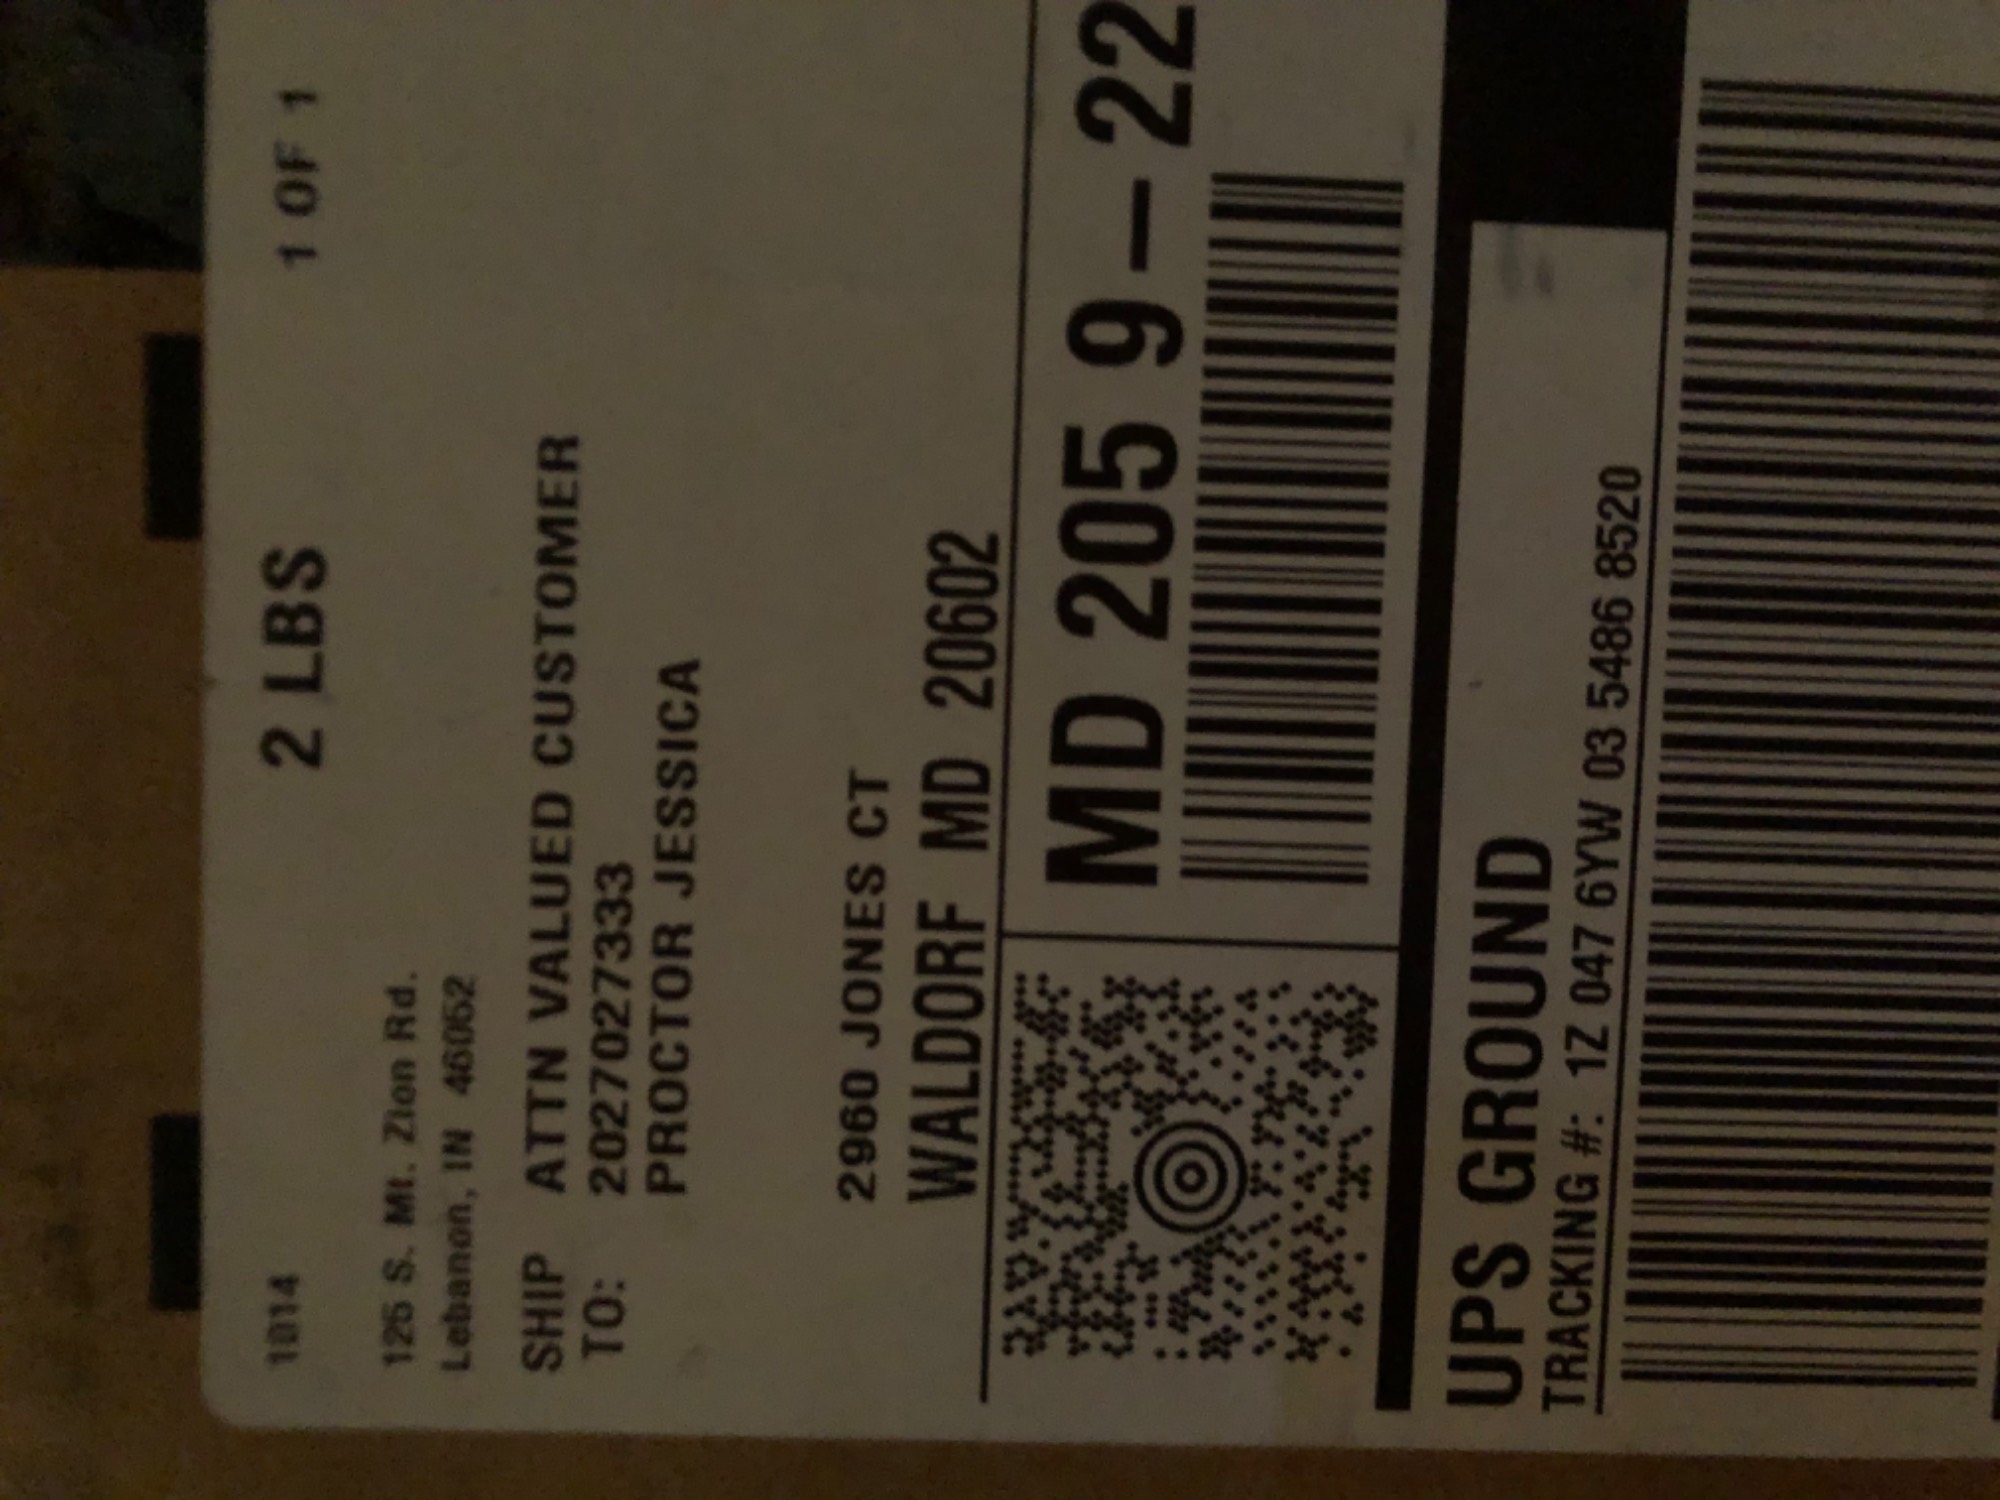 1014
2 LBS
1 OF 1
125 S. Mt. Zion Rd.
Lebanon, IN 46052
SHIP ATTN VALUED CUSTOMER
TO: 2027027333
PROCTOR JESSICA
2960 JONES CT
WALDORF MD 20602
MD 205 9-22
UPS GROUND
TRACKING #: 1Z 047 6YW 03 5486 8520